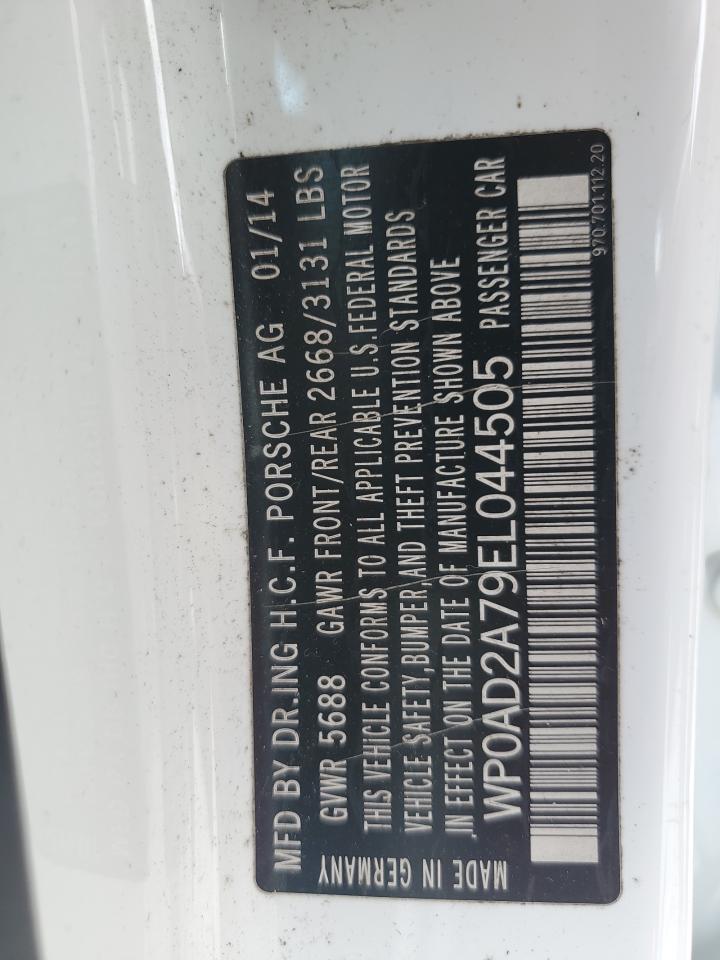 MFD BY DR.ING H.C.F. PORSCHE AG 01/14
GVWR 5688 GAWR FRONT/REAR 2668/3131 LBS
THIS VEHICLE CONFORMS TO ALL APPLICABLE U.S.FEDERAL MOTOR
VEHICLE SAFETY,BUMPER,AND THEFT PREVENTION STANDARDS
IN EFFECT ON THE DATE OF MANUFACTURE SHOWN ABOVE
WP0AD2A79EL044505 PASSENGER CAR
MADE IN GERMANY
970.701.112.20